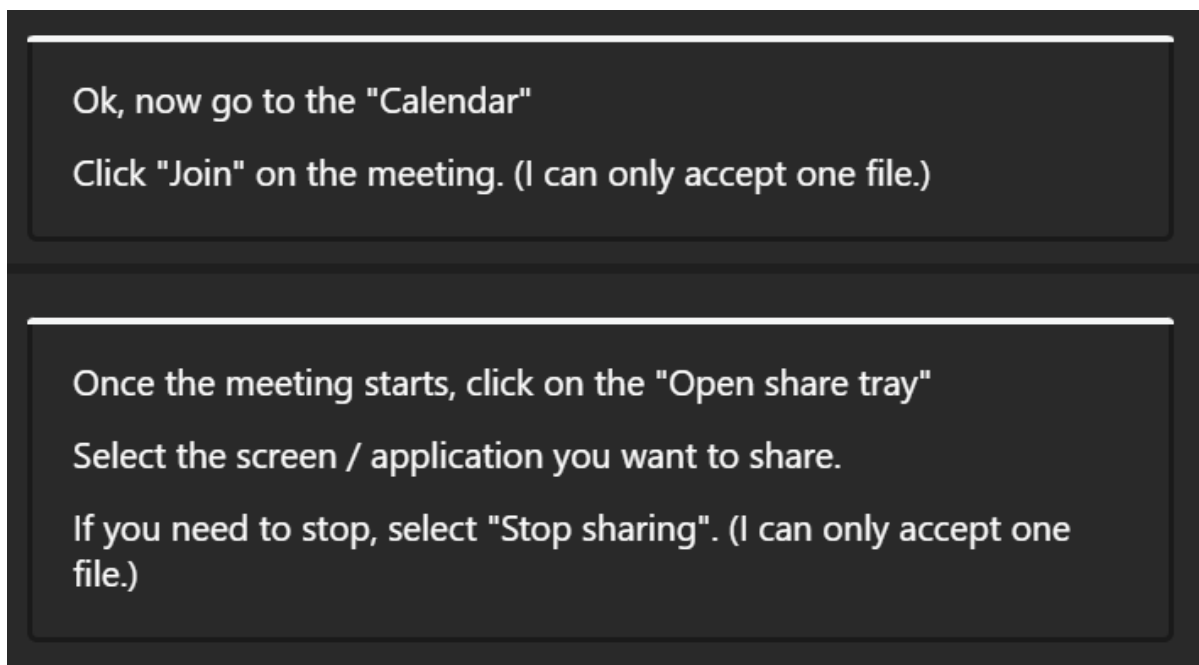 Ok, now go to the "Calendar"
Click "Join" on the meeting. (I can only accept one file.)
Once the meeting starts, click on the "Open share tray"
Select the screen / application you want to share.
If you need to stop, select "Stop sharing". (I can only accept one
file.)